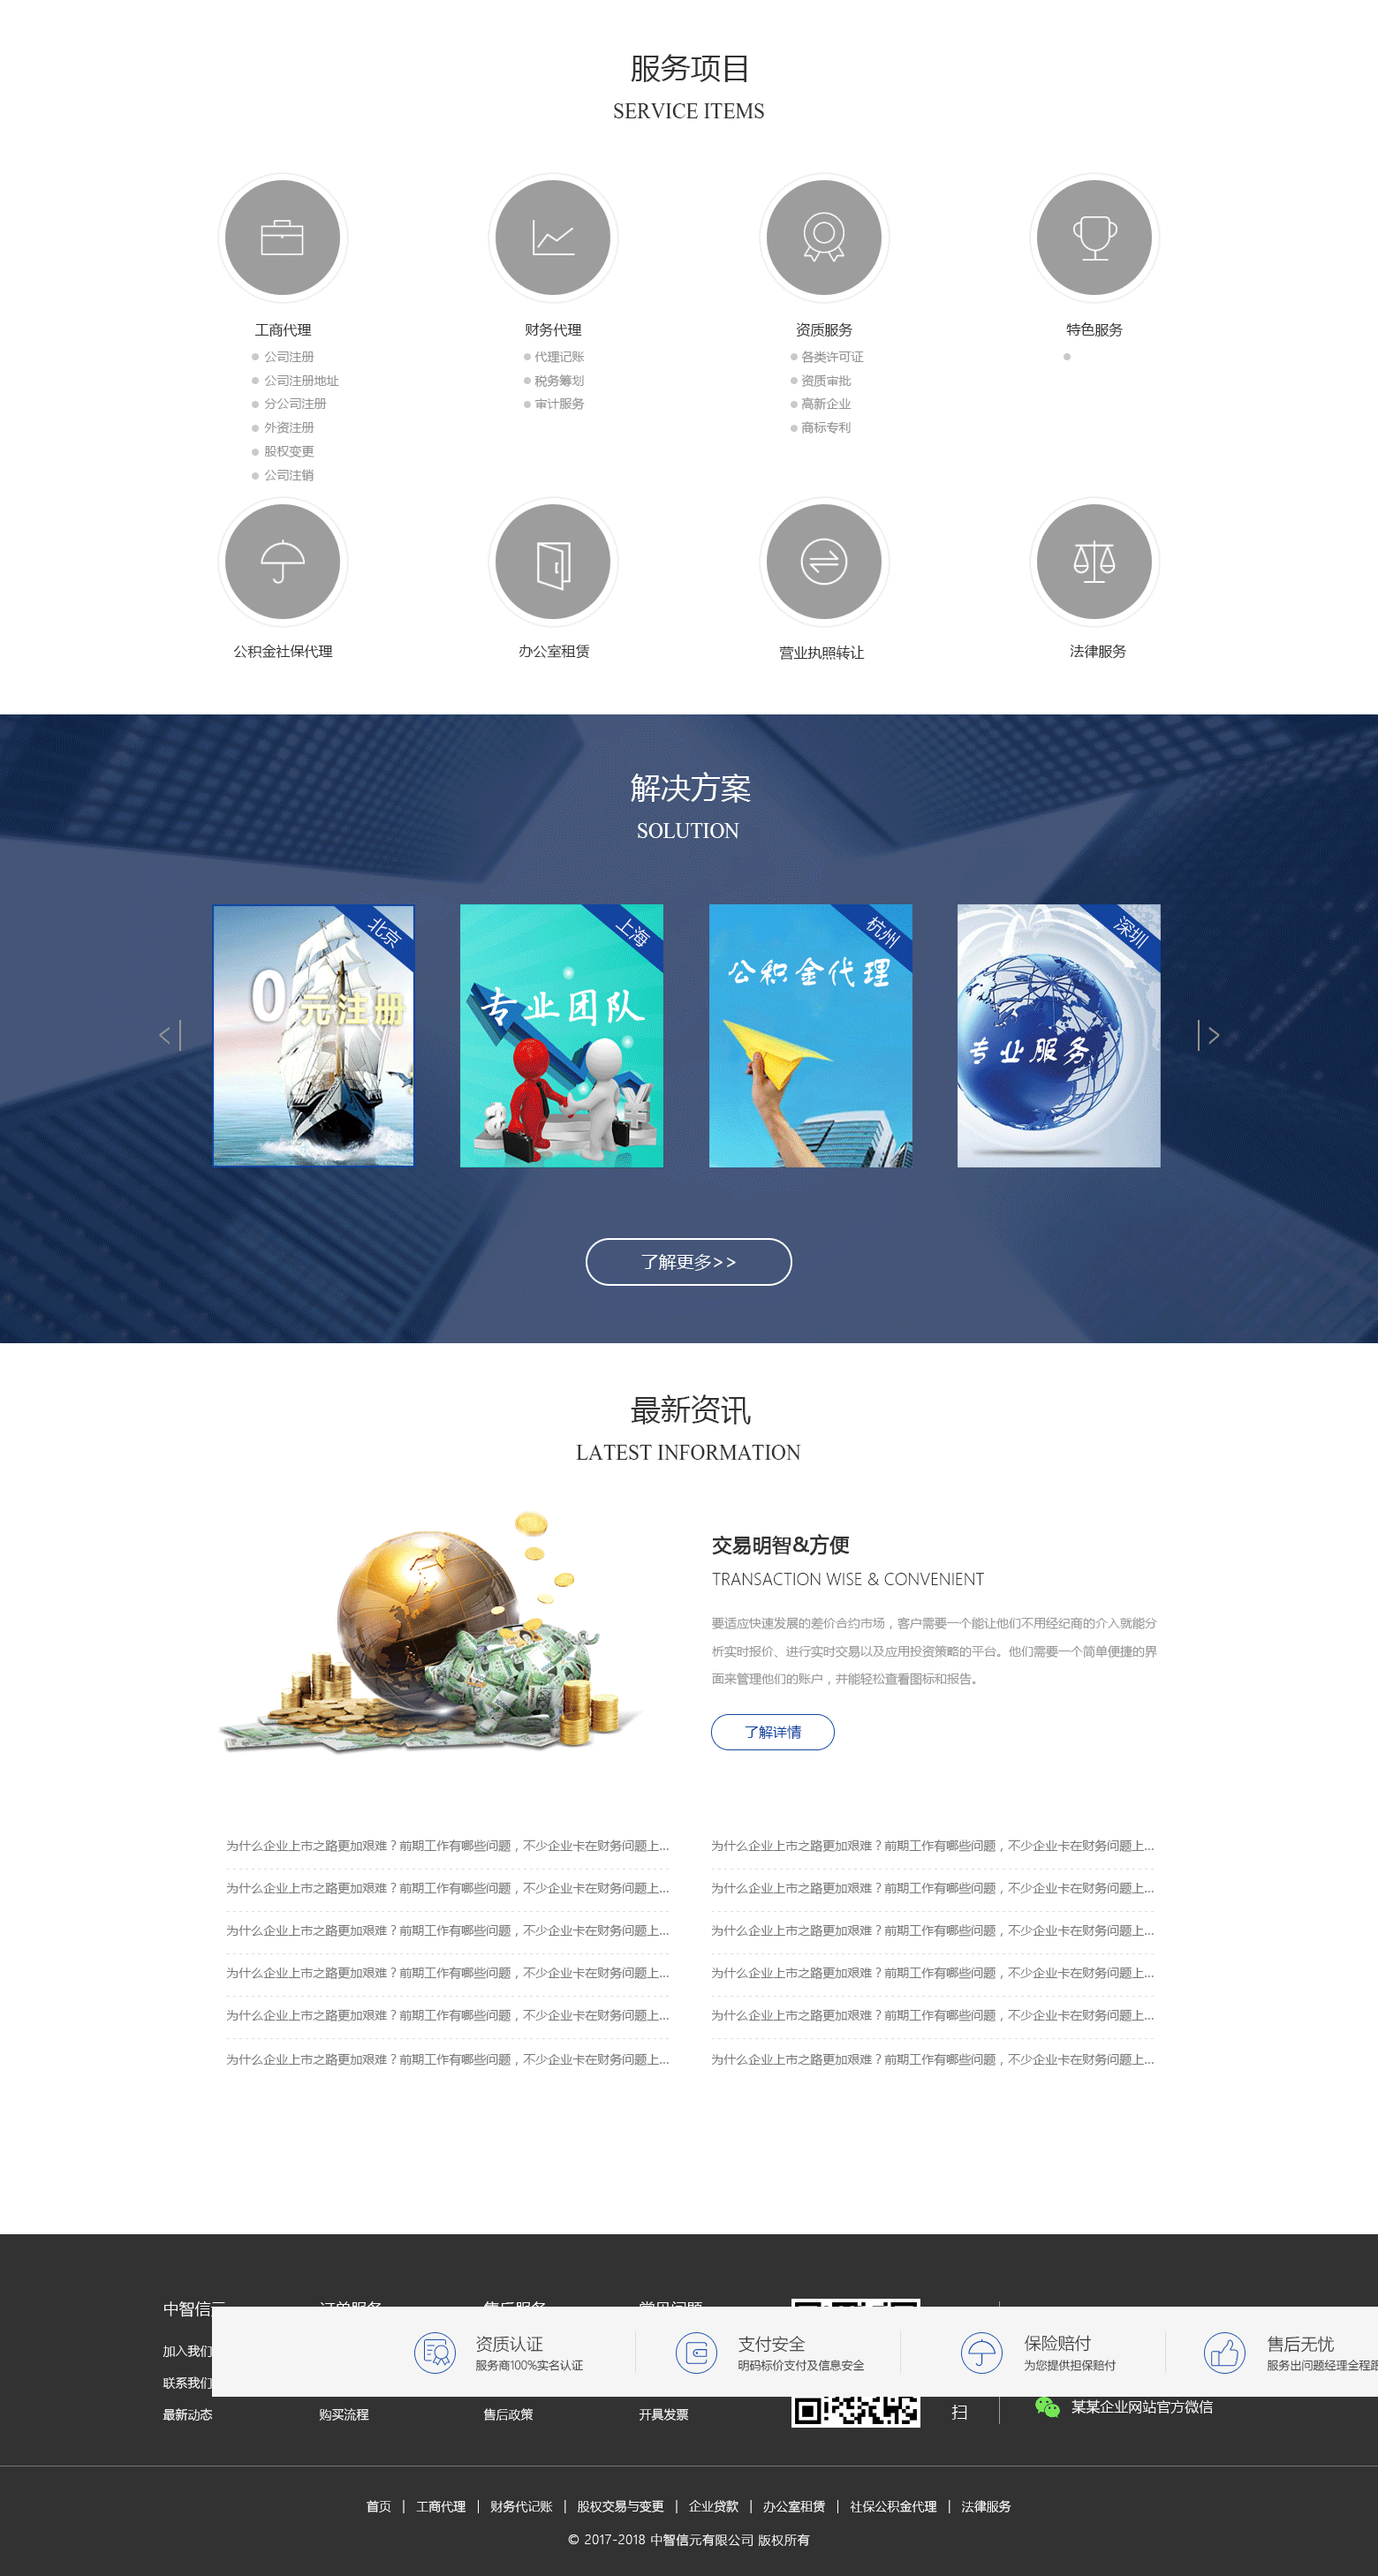 服务项目
SERVICE ITEMS
工商代理
公司注册
公司注册地址
分公司注册
外资注册
股权变更
公司注销
财务代理
代理记账
税务筹划
审计服务
资质服务
各类许可证
资质审批
高新企业
商标专利
特色服务
公积金社保代理
办公室租赁
营业执照转让
法律服务
解决方案
SOLUTION
北京
0元注册
上海
专业团队
杭州
公积金代理
深圳
专业服务
了解更多>>
最新资讯
LATEST INFORMATION
交易明智&方便
TRANSACTION WISE & CONVENIENT
要适应快速发展的差价合约市场，客户需要一个能让他们不用经纪商的介入就能分
析实时报价、进行实时交易以及应用投资策略的平台。他们需要一个简单便捷的界
面来管理他们的账户，并能轻松查看图标和报告。
了解详情
为什么企业上市之路更加艰难？前期工作有哪些问题，不少企业卡在财务问题上...
为什么企业上市之路更加艰难？前期工作有哪些问题，不少企业卡在财务问题上...
为什么企业上市之路更加艰难？前期工作有哪些问题，不少企业卡在财务问题上...
为什么企业上市之路更加艰难？前期工作有哪些问题，不少企业卡在财务问题上...
为什么企业上市之路更加艰难？前期工作有哪些问题，不少企业卡在财务问题上...
为什么企业上市之路更加艰难？前期工作有哪些问题，不少企业卡在财务问题上...
为什么企业上市之路更加艰难？前期工作有哪些问题，不少企业卡在财务问题上...
为什么企业上市之路更加艰难？前期工作有哪些问题，不少企业卡在财务问题上...
为什么企业上市之路更加艰难？前期工作有哪些问题，不少企业卡在财务问题上...
为什么企业上市之路更加艰难？前期工作有哪些问题，不少企业卡在财务问题上...
为什么企业上市之路更加艰难？前期工作有哪些问题，不少企业卡在财务问题上...
为什么企业上市之路更加艰难？前期工作有哪些问题，不少企业卡在财务问题上...
中智信元
加入我们
联系我们
最新动态
购买流程
售后政策
开具发票
扫
某某企业网站官方微信
资质认证
服务商100%实名认证
支付安全
明码标价支付及信息安全
保险赔付
为您提供担保赔付
售后无忧
服务出问题经理全程
首页 | 工商代理 | 财务代记账 | 股权交易与变更 | 企业贷款 | 办公室租赁 | 社保公积金代理 | 法律服务
© 2017-2018 中智信元有限公司 版权所有